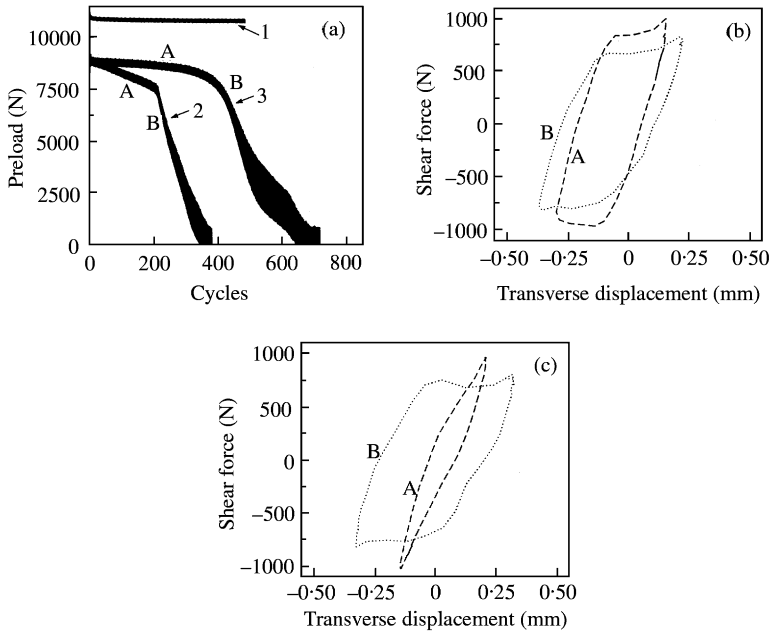 (a)
10000
7500
5000
2500
0
Preload (N)
1
A
B
A
3
B
2
0 200 400 600 800
Cycles
(b)
1000
500
0
−500
−1000
Shear force (N)
B
A
−0·50 −0·25 0 0·25 0·50
Transverse displacement (mm)
(c)
1000
500
0
−500
−1000
Shear force (N)
B
A
−0·50 −0·25 0 0·25 0·50
Transverse displacement (mm)